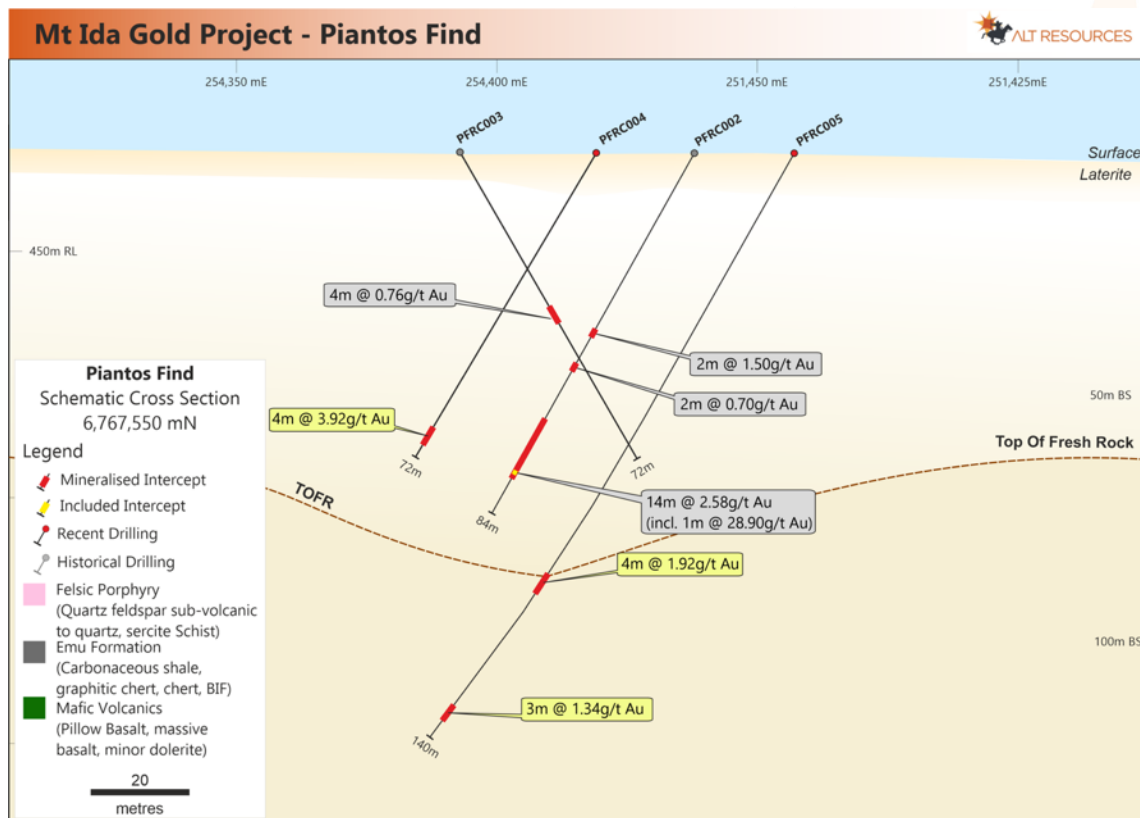 Mt Ida Gold Project - Piantos Find
ALT RESOURCES
254,350 mE
254,400 mE
251,450 mE
251,425mE
PFRC003
PFRC004
PFRC002
PFRC005
Surface
Laterite
450m RL
4m @ 0.76g/t Au
2m @ 1.50g/t Au
2m @ 0.70g/t Au
50m BS
4m @ 3.92g/t Au
Top Of Fresh Rock
72m
72m
TOFR
84m
14m @ 2.58g/t Au
(incl. 1m @ 28.90g/t Au)
4m @ 1.92g/t Au
100m BS
3m @ 1.34g/t Au
140m
Piantos Find
Schematic Cross Section
6,767,550 mN
Legend
Mineralised Intercept
Included Intercept
Recent Drilling
Historical Drilling
Felsic Porphyry
(Quartz feldspar sub-volcanic
to quartz, sercite Schist)
Emu Formation
(Carbonaceous shale,
graphitic chert, chert, BIF)
Mafic Volcanics
(Pillow Basalt, massive
basalt, minor dolerite)
20
metres